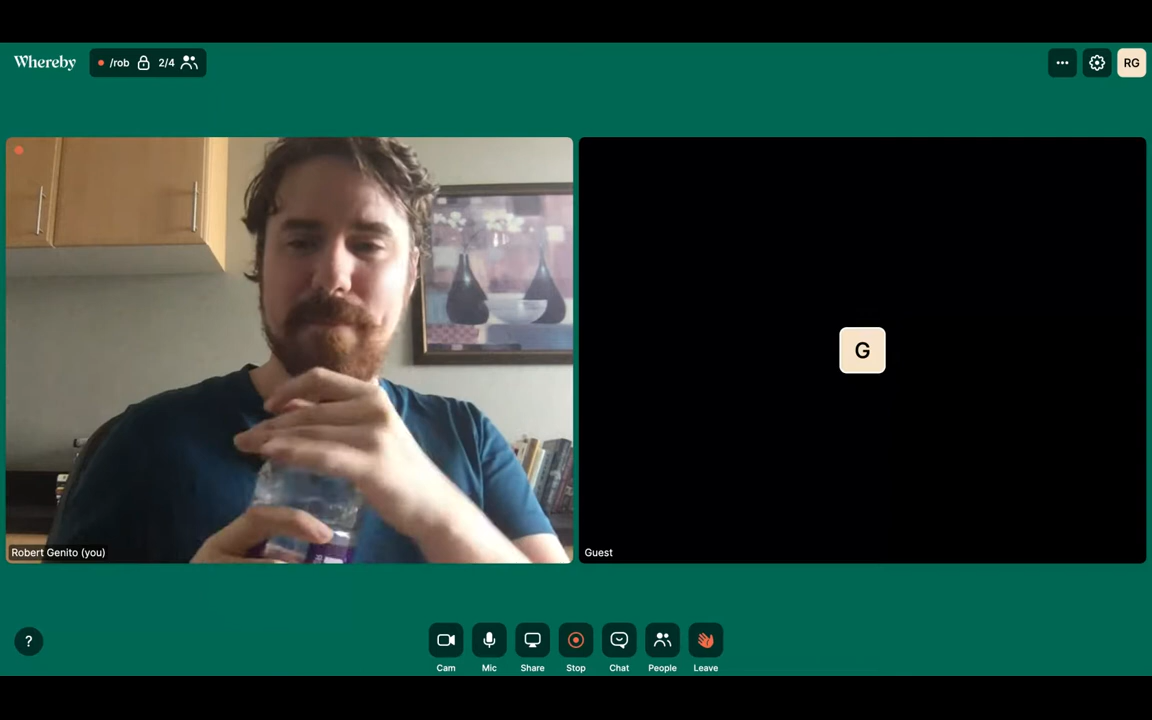 Whereby
/rob 2/4
RG
G
Robert Genito (you)
Guest
?
Cam
Mic
Share
Stop
Chat
People
Leave